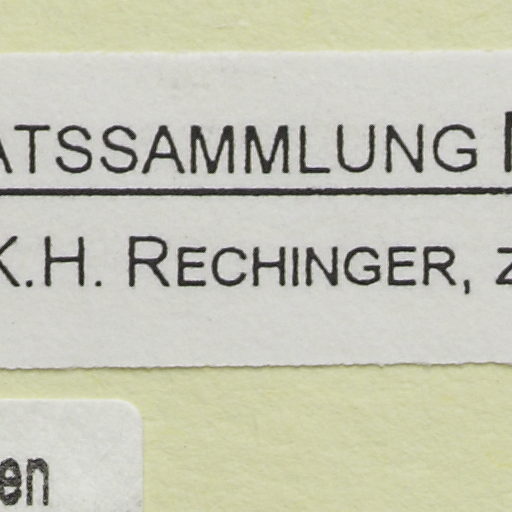 ATSSAMMLUNG
K.H. RECHINGER, Z
en